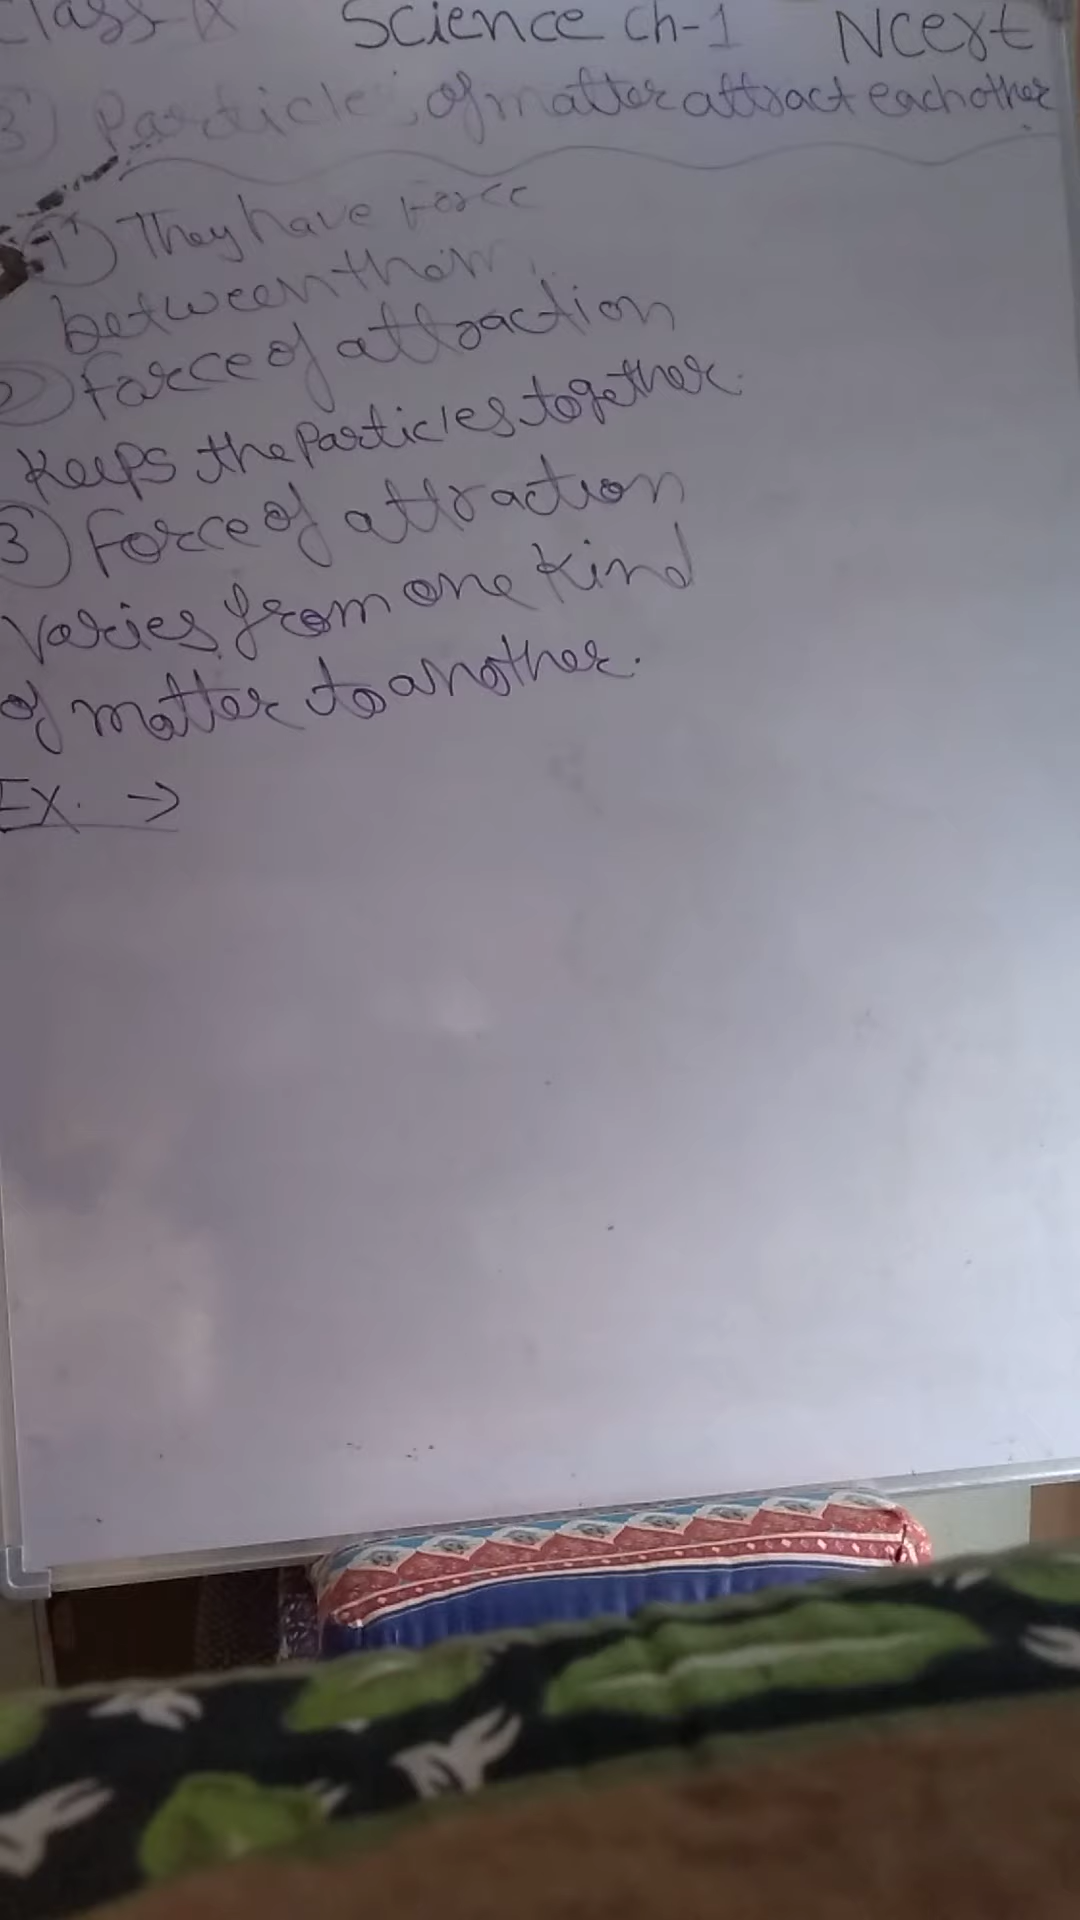 Class-IX Science Ch-1 Ncert
3) Particles of matter attract each other
1) They have Force
between them.
2) Force of attraction
Keeps the Particles together.
3) Force of attraction
Varies from one Kind
of matter to another.
Ex. →